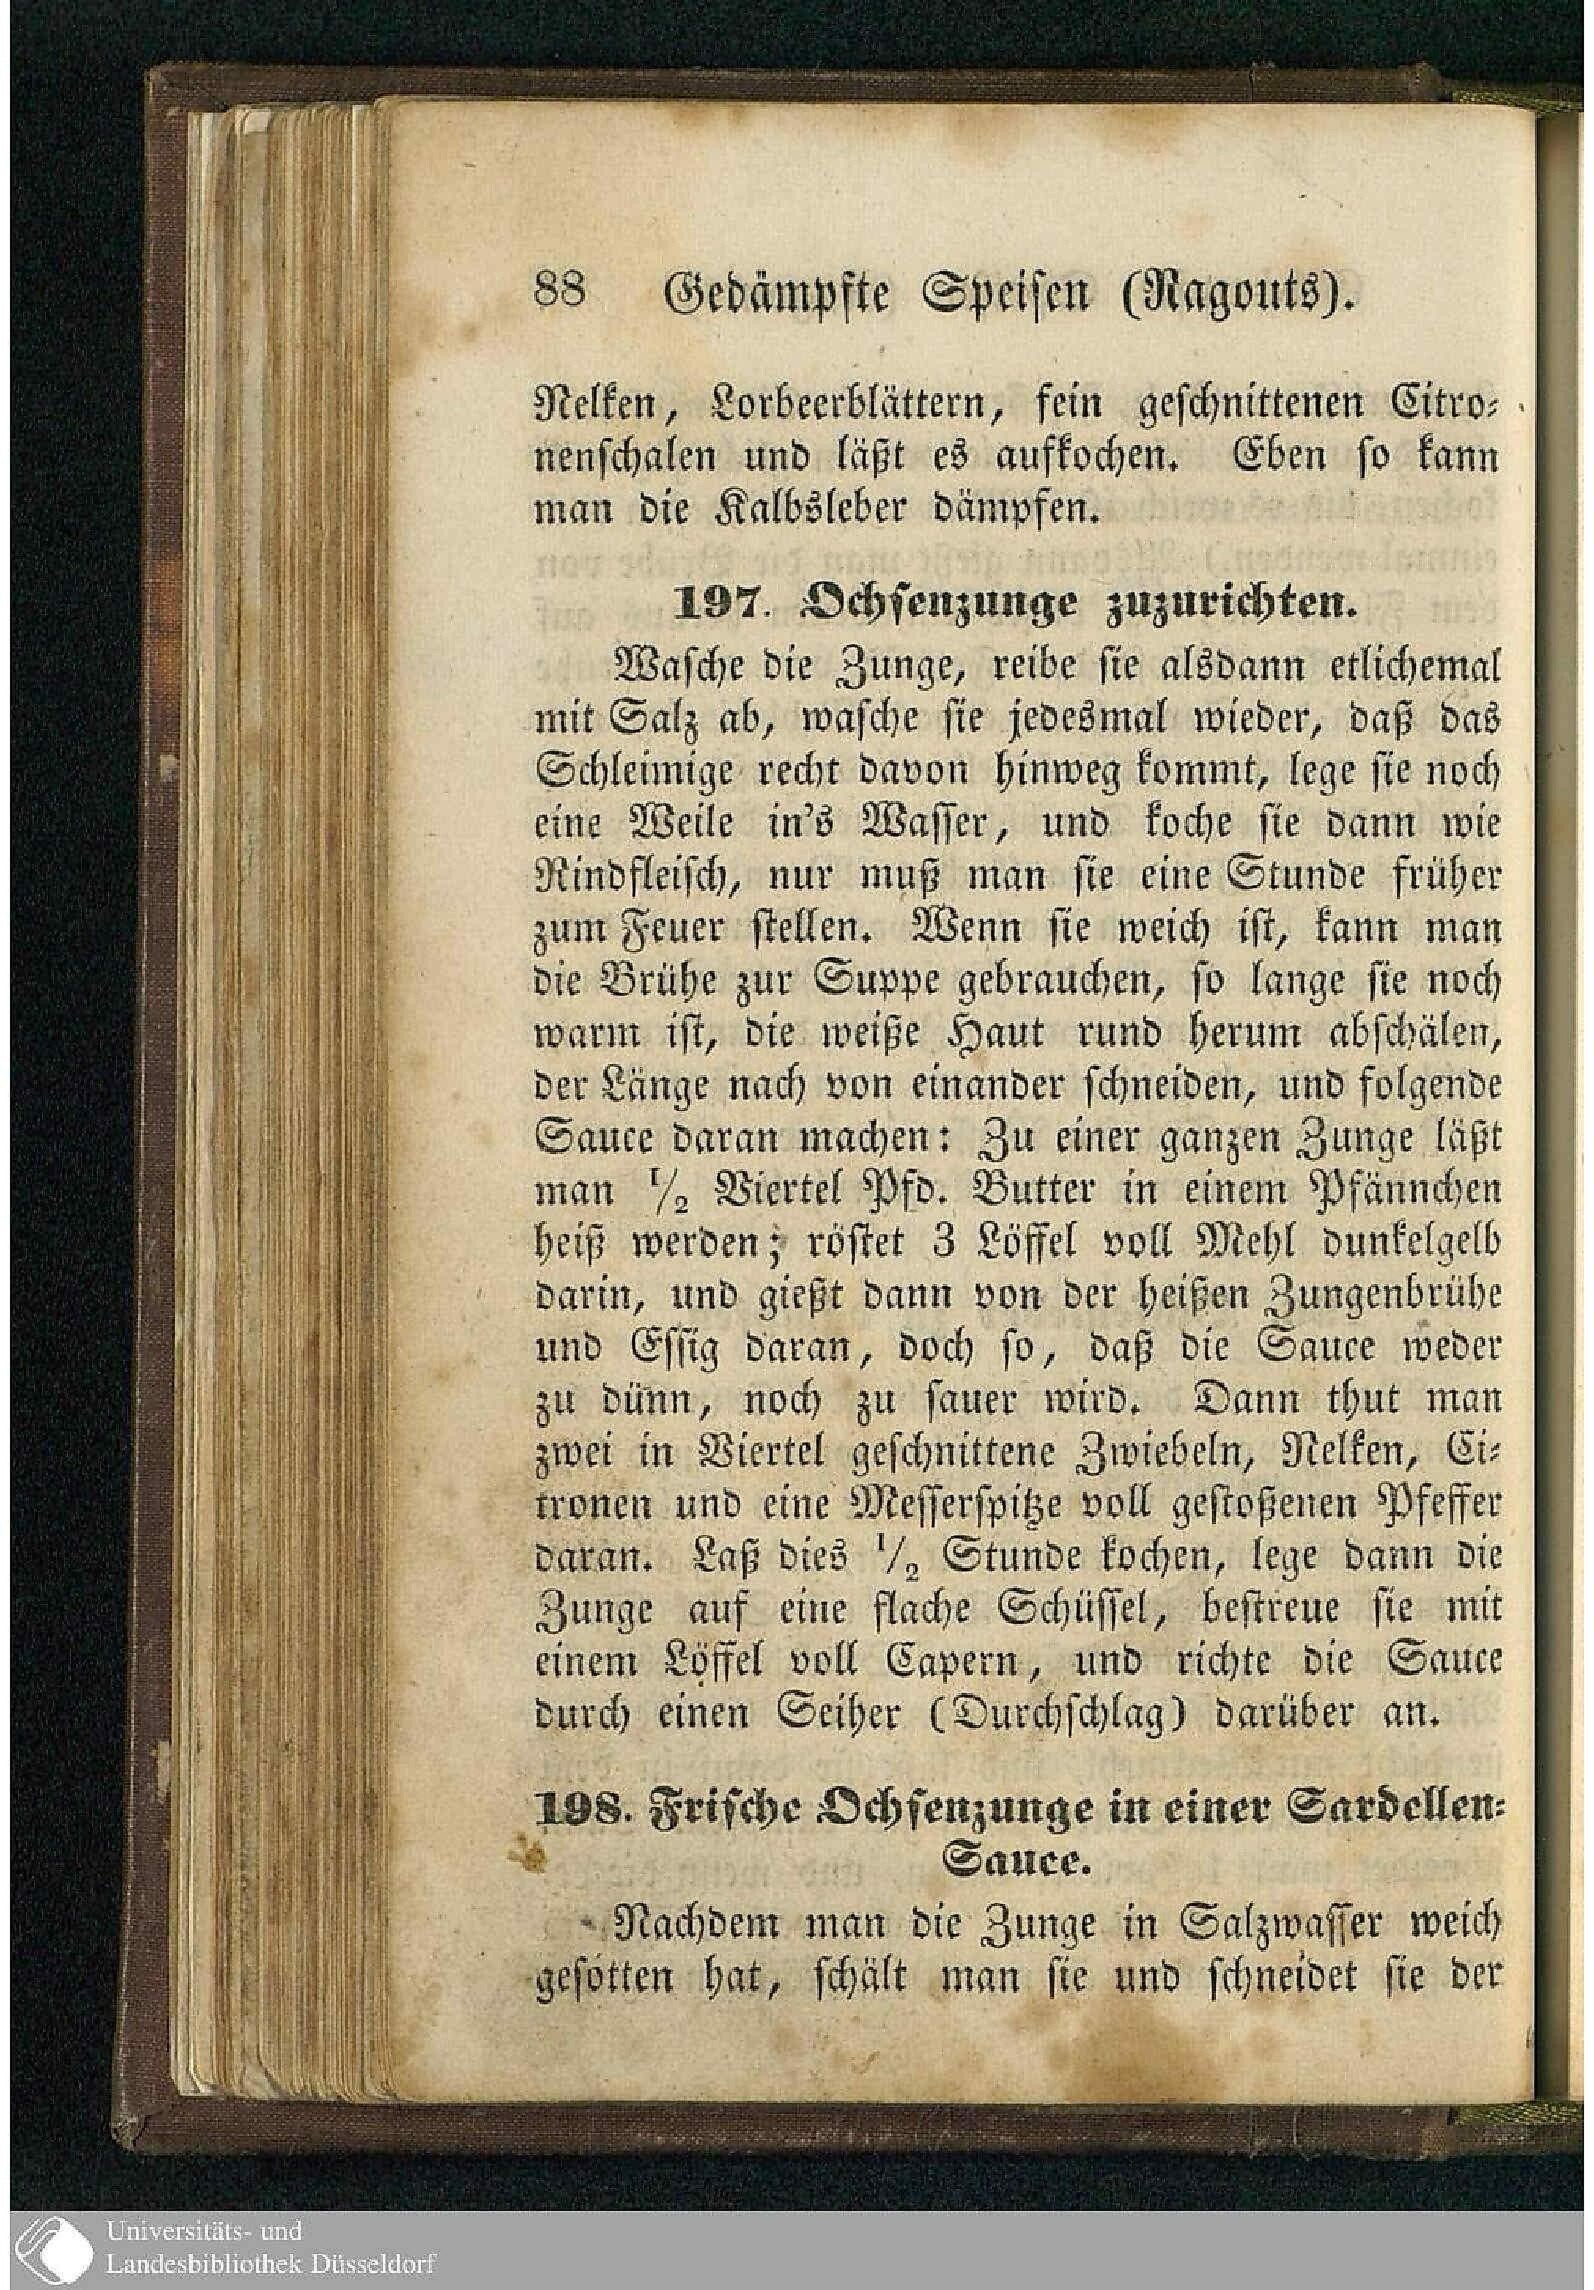 88 Gedämpfte Speisen (Ragouts).
Nelken, Lorbeerblättern, fein geschnittenen Citro-
nenschalen und läßt es aufkochen. Eben so kann
man die Kalbsleber dämpfen.
197. Ochsenzunge zuzurichten.
Wasche die Zunge, reibe sie alsdann etlichemal
mit Salz ab, wasche sie jedesmal wieder, daß das
Schleimige recht davon hinweg kommt, lege sie noch
eine Weile in's Wasser, und koche sie dann wie
Rindfleisch, nur muß man sie eine Stunde früher
zum Feuer stellen. Wenn sie weich ist, kann man
die Brühe zur Suppe gebrauchen, so lange sie noch
warm ist, die weiße Haut rund herum abschälen,
der Länge nach von einander schneiden, und folgende
Sauce daran machen: Zu einer ganzen Zunge läßt
man 1/2 Viertel Pfd. Butter in einem Pfännchen
heiß werden; röstet 3 Löffel voll Mehl dunkelgelb
darin, und gießt dann von der heißen Zungenbrühe
und Essig daran, doch so, daß die Sauce weder
zu dünn, noch zu sauer wird. Dann thut man
zwei in Viertel geschnittene Zwiebeln, Nelken, Ci-
tronen und eine Messerspitze voll gestoßenen Pfeffer
daran. Laß dies 1/2 Stunde kochen, lege dann die
Zunge auf eine flache Schüssel, bestreue sie mit
einem Löffel voll Capern, und richte die Sauce
durch einen Seiher (Durchschlag) darüber an.
198. Frische Ochsenzunge in einer Sardellen-
Sauce.
Nachdem man die Zunge in Salzwasser weich
gesotten hat, schält man sie und schneidet sie der
Universitäts- und
Landesbibliothek Düsseldorf